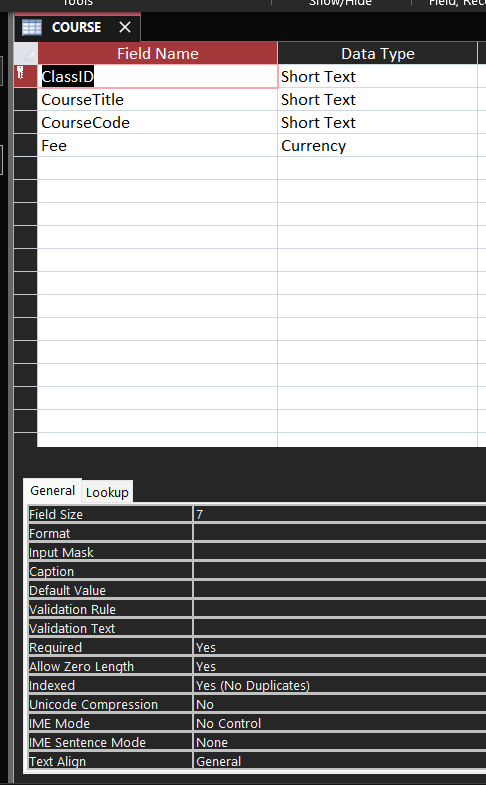 Tools Show/Hide Field, Rec
COURSE
Field Name Data Type
ClassID Short Text
CourseTitle Short Text
CourseCode Short Text
Fee Currency
General Lookup
Field Size 7
Format
Input Mask
Caption
Default Value
Validation Rule
Validation Text
Required Yes
Allow Zero Length Yes
Indexed Yes (No Duplicates)
Unicode Compression No
IME Mode No Control
IME Sentence Mode None
Text Align General